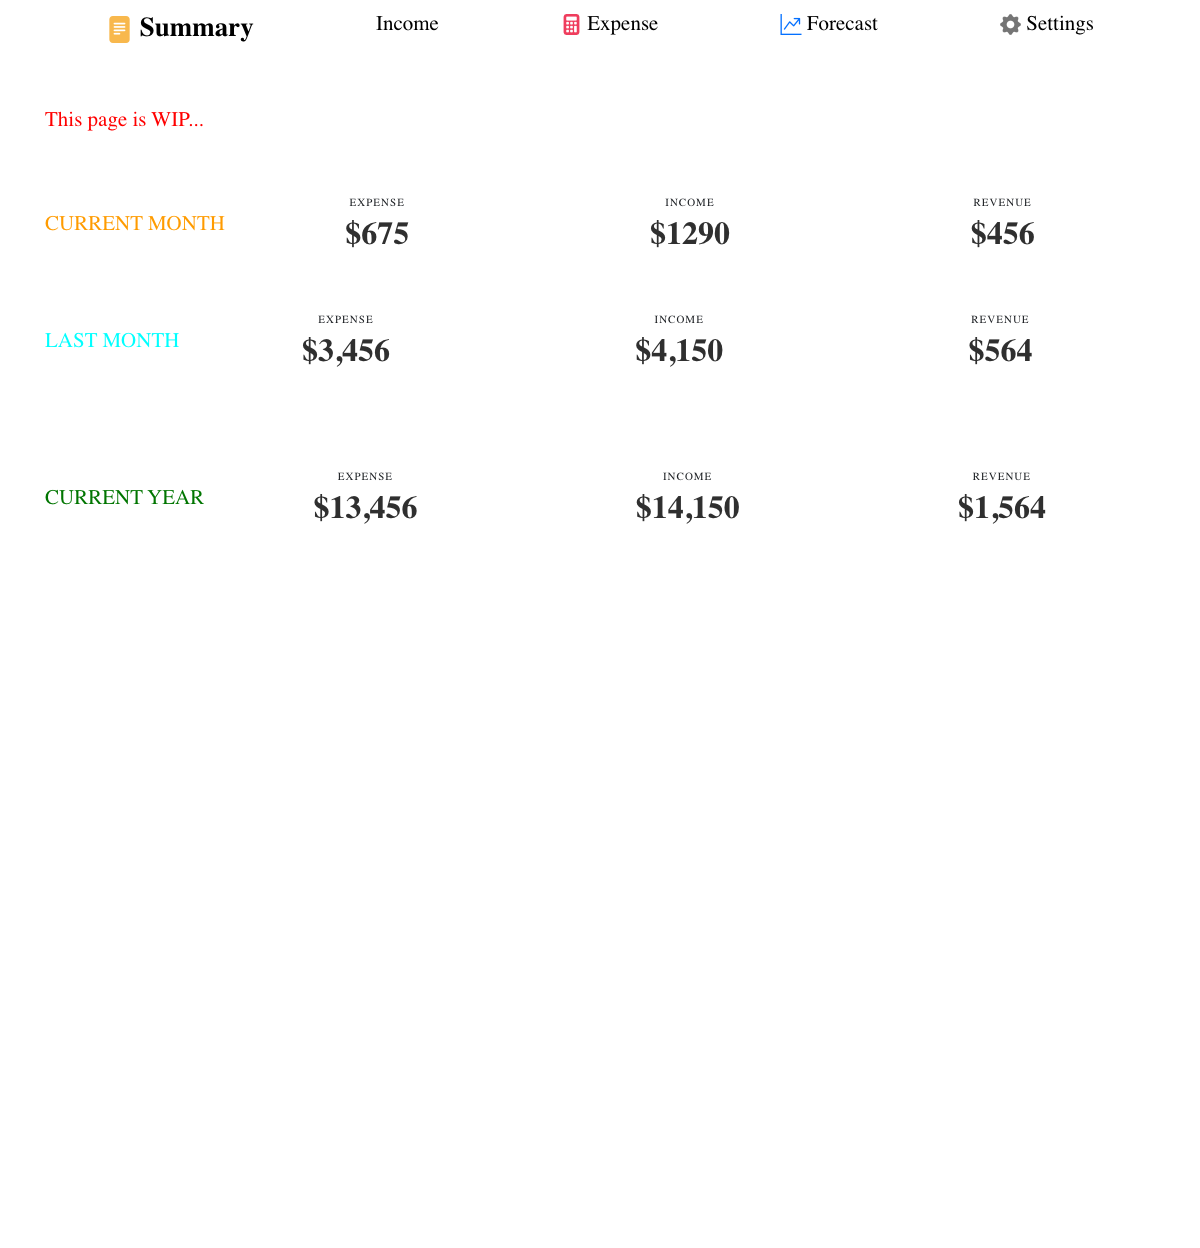 Summary Income Expense Forecast Settings
This page is WIP...
CURRENT MONTH
EXPENSE INCOME REVENUE
$675 $1290 $456
LAST MONTH
EXPENSE INCOME REVENUE
$3,456 $4,150 $564
CURRENT YEAR
EXPENSE INCOME REVENUE
$13,456 $14,150 $1,564